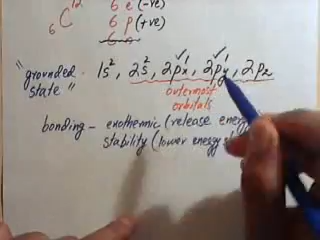 ₆C¹² 6 e (-ve)
6 p (+ve)
"grounded state" - 1s², 2s², 2px¹, 2py¹, 2pz
outermost
orbitals
bonding - exothermic (release energy
stability (lower energy s